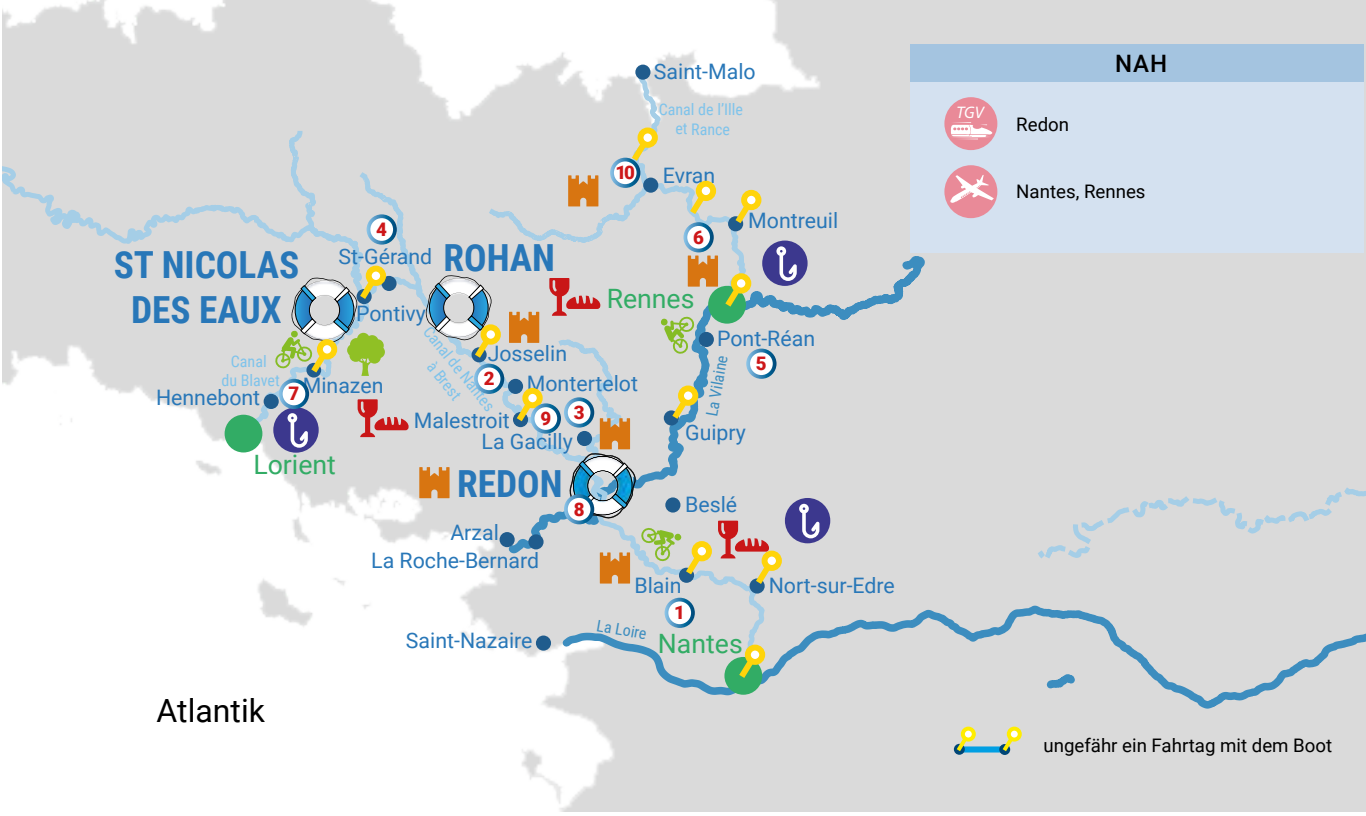 NAH
TGV
Redon
Nantes, Rennes
Saint-Malo
Canal de l'Ille
et Rance
10
Evran
Montreuil
6
4
St-Gérand
ROHAN
ST NICOLAS
DES EAUX
Pontivy
Rennes
Pont-Réan
5
La Vilaine
Guipry
Canal de Nantes
à Brest
Josselin
2
Montertelot
Malestroit
9
3
La Gacilly
Canal
du Blavet
7
Minazen
Hennebont
Lorient
REDON
8
Beslé
Arzal
La Roche-Bernard
Blain
1
Nort-sur-Edre
Saint-Nazaire
La Loire
Nantes
Atlantik
ungefähr ein Fahrtag mit dem Boot